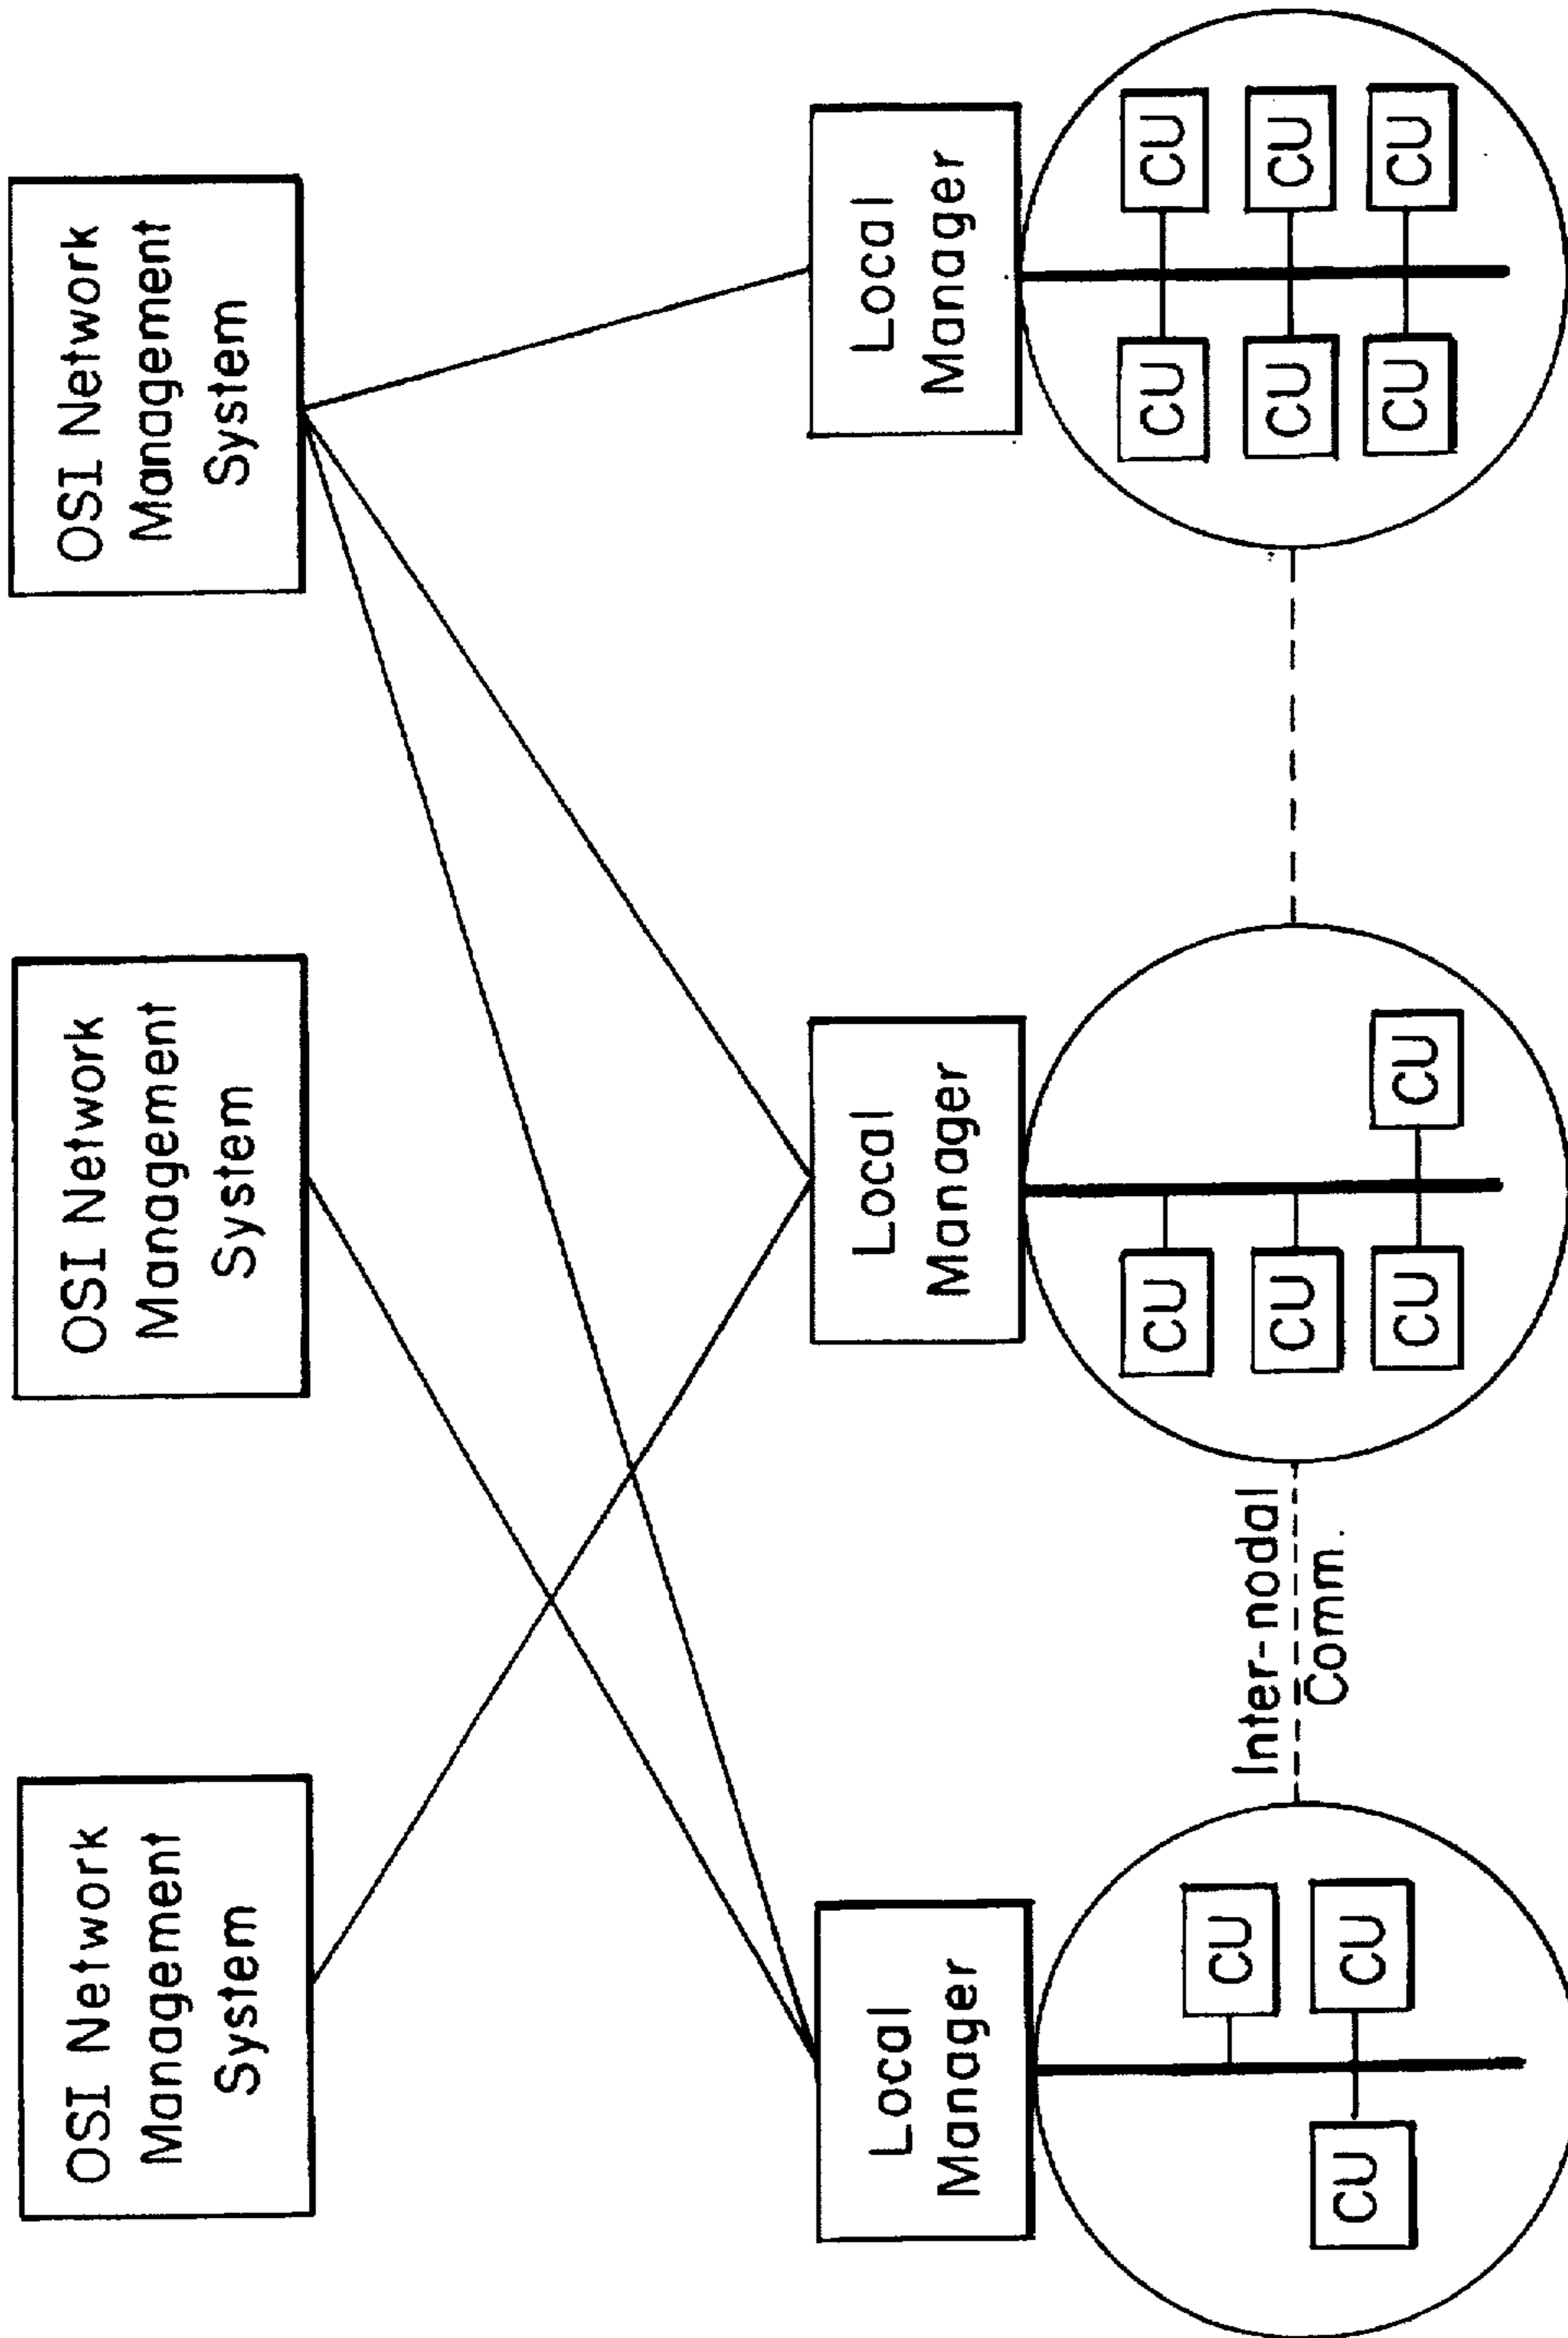 OSI Network
Management
System
OSI Network
Management
System
OSI Network
Management
System
Local
Manager
Local
Manager
Local
Manager
CU
CU
CU
Inter-nodal
Comm.
CU
CU
CU
CU
CU
CU
CU
CU
CU
CU